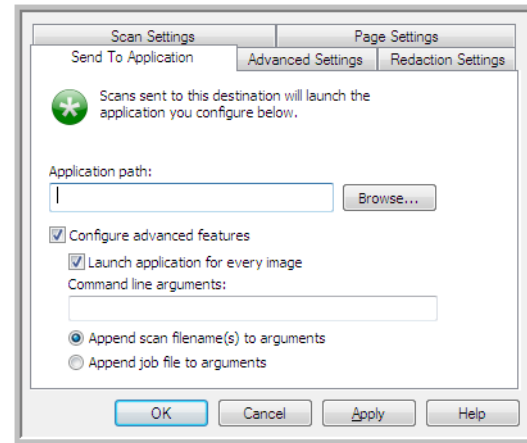 Scan Settings
Page Settings
Send To Application
Advanced Settings
Redaction Settings
Scans sent to this destination will launch the
application you configure below.
Application path:
Browse...
Configure advanced features
Launch application for every image
Command line arguments:
Append scan filename(s) to arguments
Append job file to arguments
OK
Cancel
Apply
Help